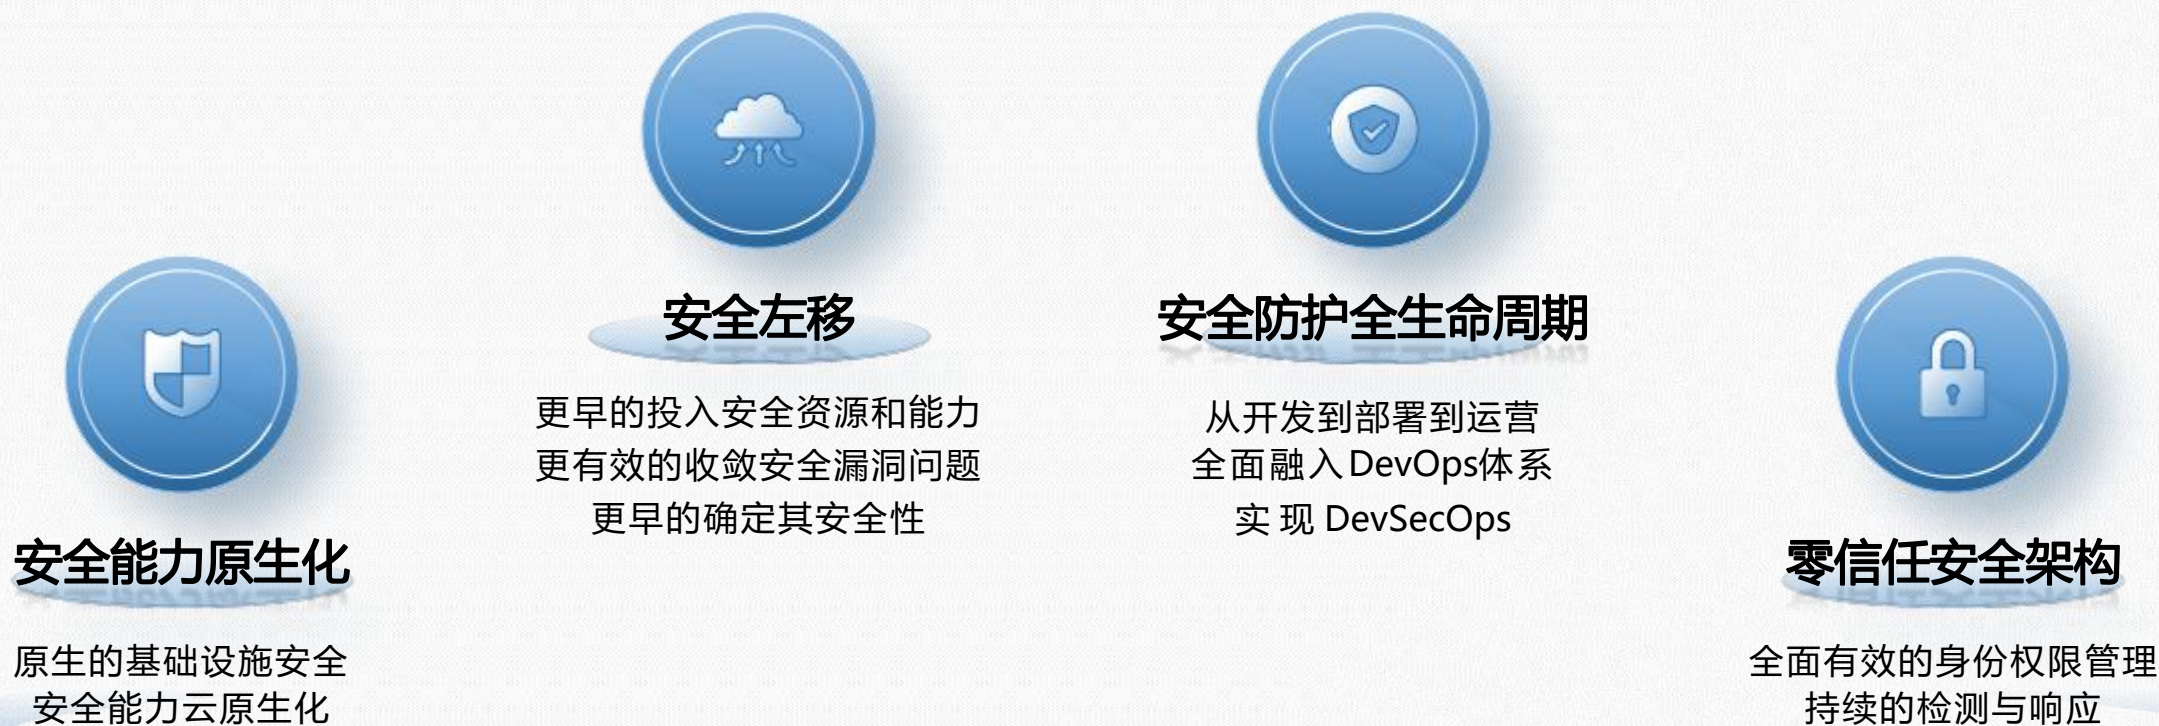 安全能力原生化
原生的基础设施安全
安全能力云原生化
安全左移
更早的投入安全资源和能力
更有效的收敛安全漏洞问题
更早的确定其安全性
安全防护全生命周期
从开发到部署到运营
全面融入DevOps体系
实现 DevSecOps
零信任安全架构
全面有效的身份权限管理
持续的检测与响应